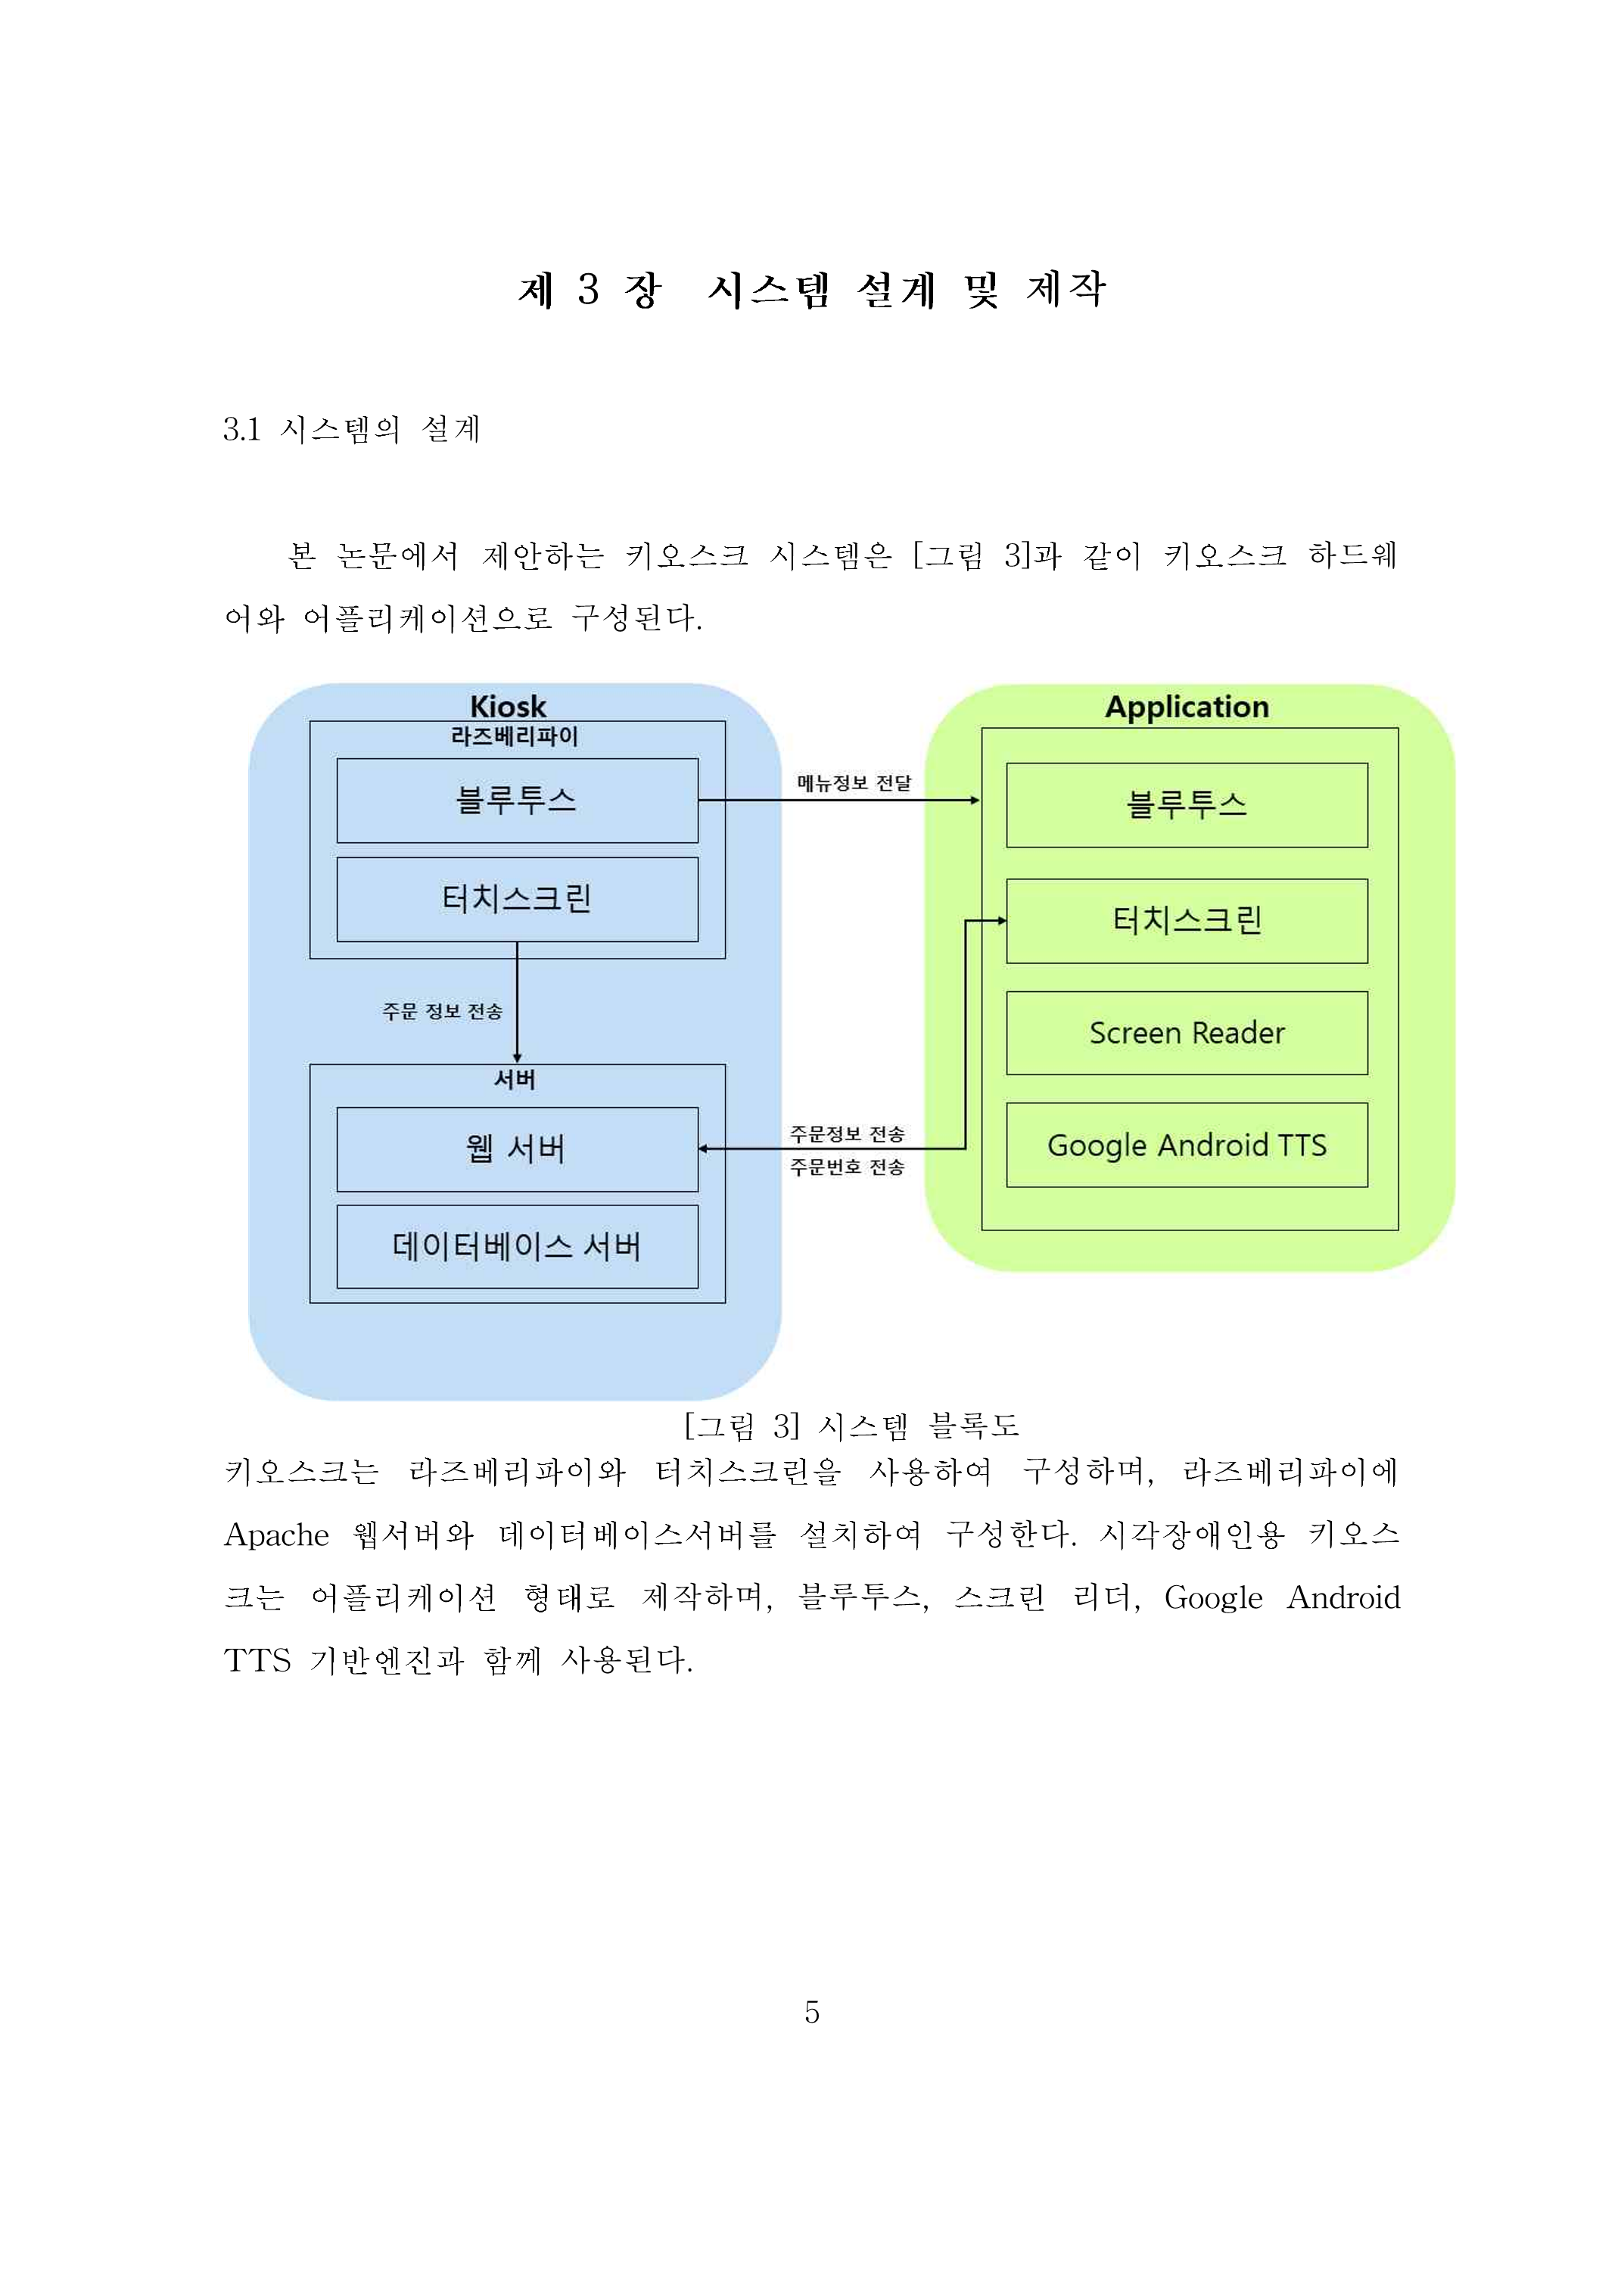 제 3 장 시스템 설계 및 제작
3.1 시스템의 설계
본 논문에서 제안하는 키오스크 시스템은 [그림 3]과 같이 키오스크 하드웨
어와 어플리케이션으로 구성된다.
Kiosk
라즈베리파이
블루투스
터치스크린
주문 정보 전송
서버
웹 서버
데이터베이스 서버
메뉴정보 전달
주문정보 전송
주문번호 전송
Application
블루투스
터치스크린
Screen Reader
Google Android TTS
[그림 3] 시스템 블록도
키오스크는 라즈베리파이와 터치스크린을 사용하여 구성하며, 라즈베리파이에
Apache 웹서버와 데이터베이스서버를 설치하여 구성한다. 시각장애인용 키오스
크는 어플리케이션 형태로 제작하며, 블루투스, 스크린 리더, Google Android
TTS 기반엔진과 함께 사용된다.
5